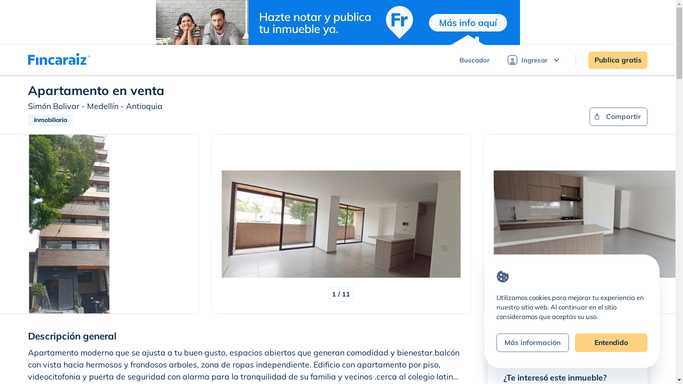 Hazte notar y publica
tu inmueble ya.
Fr
Más info aquí
Fincaraíz
Buscador
Ingresar
Publica gratis
Apartamento en venta
Simón Bolivar - Medellín - Antioquia
Inmobiliaria
Compartir
1 / 11
Utilizamos cookies para mejorar tu experiencia en
nuestro sitio web. Al continuar en el sitio
consideramos que aceptas su uso.
Más información
Entendido
Descripción general
Apartamento moderno que se ajusta a tu buen gusto, espacios abiertos que generan comodidad y bienestar.balcón
con vista hacia hermosos y frondosos arboles, zona de ropas independiente. Edificio con apartamento por piso,
videocitofonia y puerta de seguridad con alarma para la tranquilidad de su familia y vecinos .cerca al colegio latin...
¿Te interesó este inmueble?